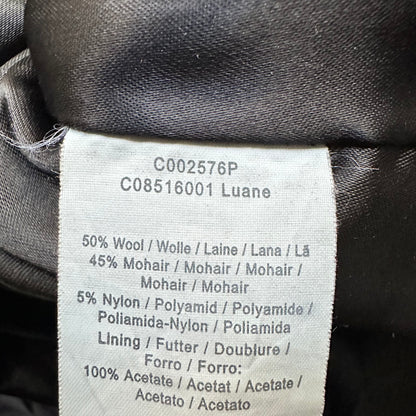 C002576P
C08516001 Luane
50% Wool / Wolle / Laine / Lana / Lã
45% Mohair / Mohair / Mohair /
Mohair / Mohair
5% Nylon / Polyamid / Polyamide /
Poliamida-Nylon / Poliamida
Lining / Futter / Doublure /
Forro / Forro:
100% Acetate / Acetat / Acetate /
Acetato / Acetato